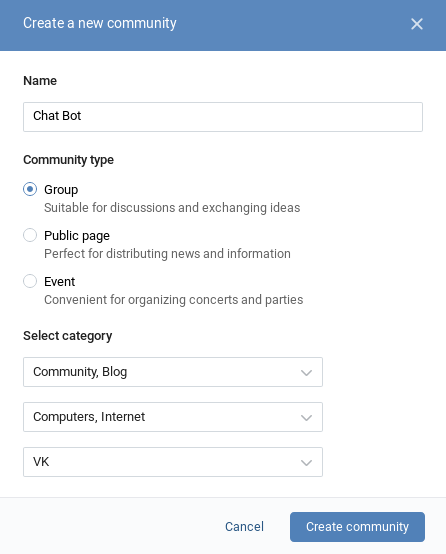 Create a new community
Name
Chat Bot
Community type
Group
Suitable for discussions and exchanging ideas
Public page
Perfect for distributing news and information
Event
Convenient for organizing concerts and parties
Select category
Community, Blog
Computers, Internet
VK
Cancel
Create community